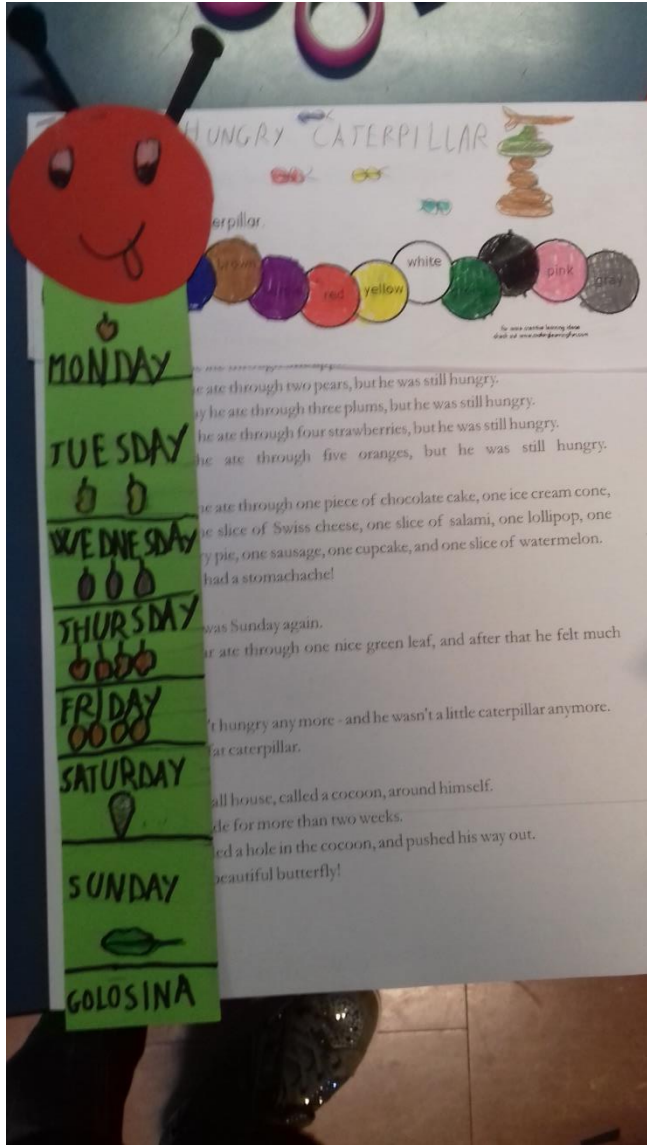 HUNGRY CATERPILLAR
erpillar.
brown
red
yellow
white
pink
gray
for more creative learning ideas
MONDAY
TUESDAY
WEDNESDAY
THURSDAY
FRIDAY
SATURDAY
SUNDAY
GOLOSINA
e ate through two pears, but he was still hungry.
y he ate through three plums, but he was still hungry.
he ate through four strawberries, but he was still hungry.
he ate through five oranges, but he was still hungry.
e ate through one piece of chocolate cake, one ice cream cone,
e slice of Swiss cheese, one slice of salami, one lollipop, one
y pie, one sausage, one cupcake, and one slice of watermelon.
had a stomachache!
was Sunday again.
r ate through one nice green leaf, and after that he felt much
't hungry any more - and he wasn't a little caterpillar anymore.
fat caterpillar.
all house, called a cocoon, around himself.
de for more than two weeks.
ed a hole in the cocoon, and pushed his way out.
beautiful butterfly!